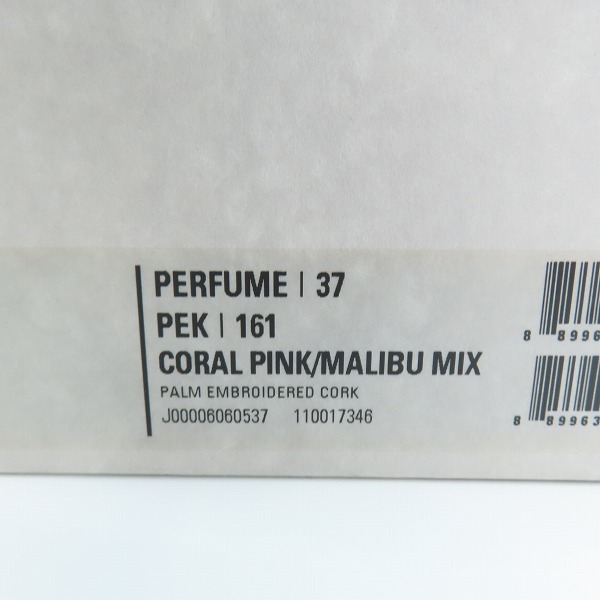 PERFUME | 37
PEK | 161
CORAL PINK/MALIBU MIX
PALM EMBROIDERED CORK
J00006060537 110017346
8 8996
8 89963